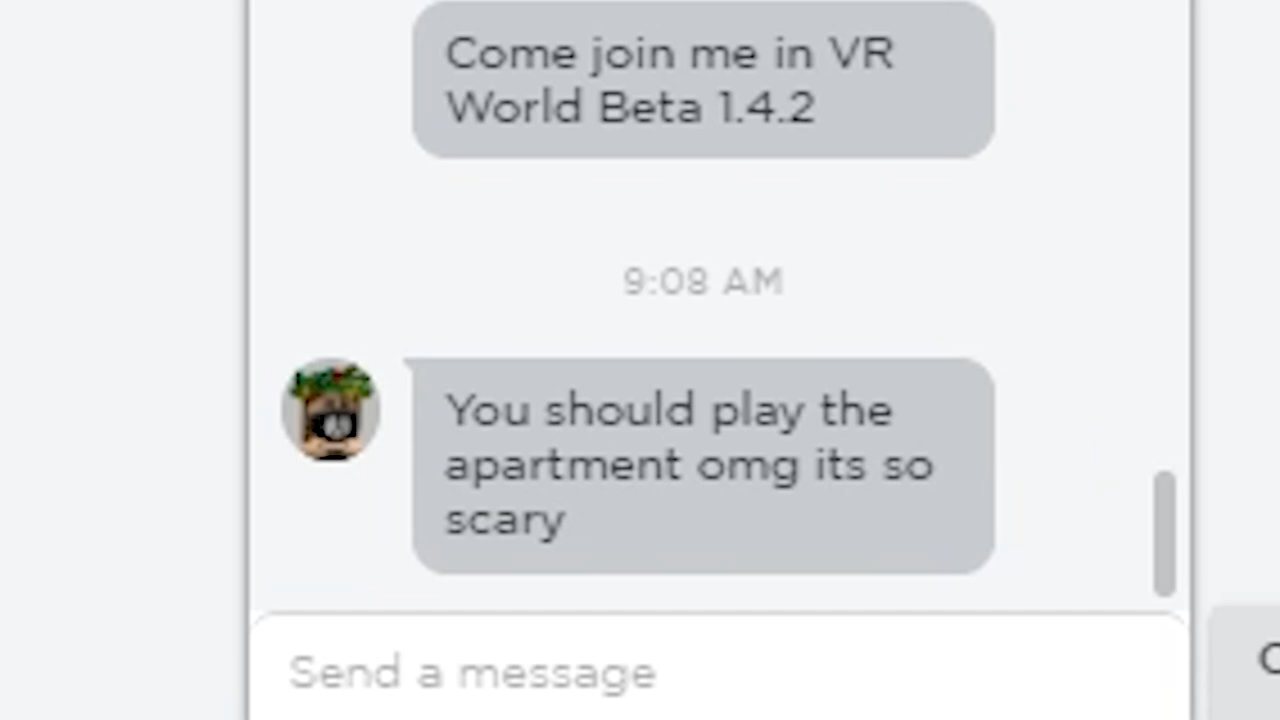 Come join me in VR
World Beta 1.4.2
9:08 AM
You should play the
apartment omg its so
scary
Send a message